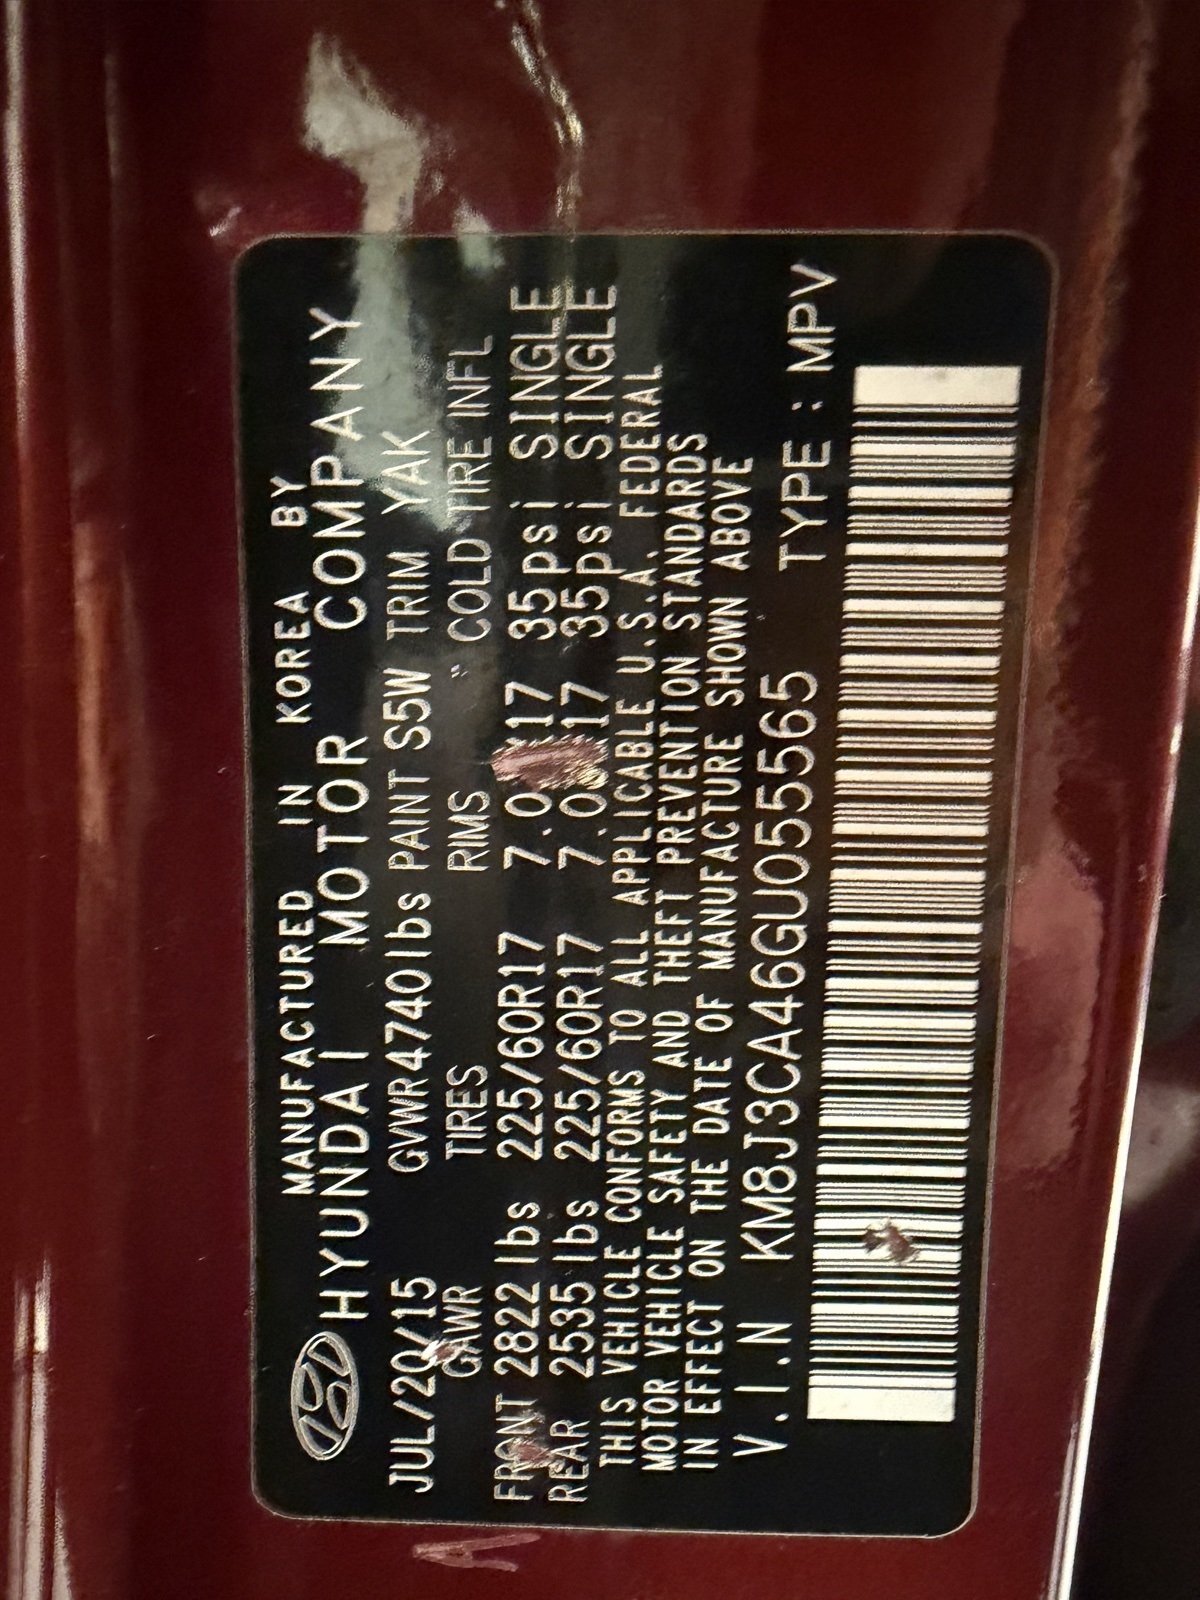 MANUFACTURED IN KOREA BY
HYUNDAI MOTOR COMPANY
JUL/20/15 GVWR4740lbs PAINT S5W TRIM YAK
GAWR TIRES RIMS " COLD TIRE INFL
FRONT 2822 lbs 225/60R17 7.0 17 35psi SINGLE
REAR 2535 lbs 225/60R17 7.0 17 35psi SINGLE
THIS VEHICLE CONFORMS TO ALL APPLICABLE U.S.A. FEDERAL
MOTOR VEHICLE SAFETY AND THEFT PREVENTION STANDARDS
IN EFFECT ON THE DATE OF MANUFACTURE SHOWN ABOVE
V.I.N KM8J3CA46GU055565 TYPE : MPV